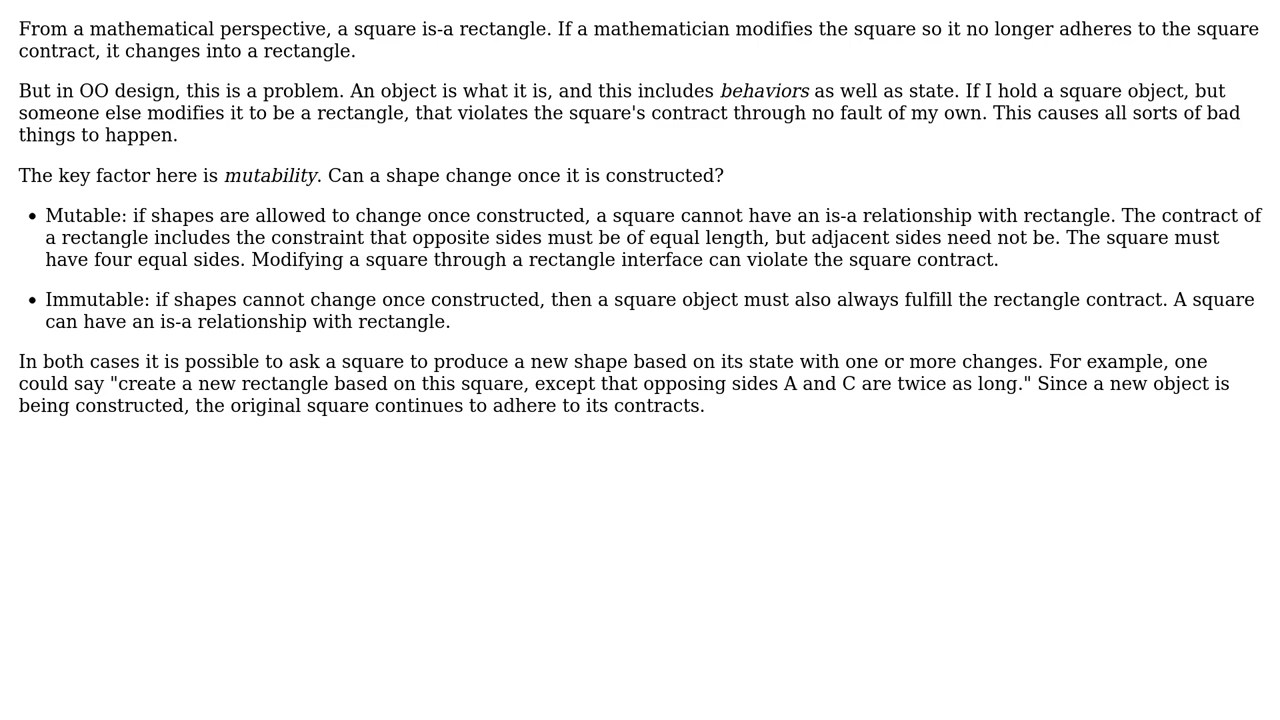 From a mathematical perspective, a square is-a rectangle. If a mathematician modifies the square so it no longer adheres to the square
contract, it changes into a rectangle.
But in OO design, this is a problem. An object is what it is, and this includes behaviors as well as state. If I hold a square object, but
someone else modifies it to be a rectangle, that violates the square's contract through no fault of my own. This causes all sorts of bad
things to happen.
The key factor here is mutability. Can a shape change once it is constructed?
• Mutable: if shapes are allowed to change once constructed, a square cannot have an is-a relationship with rectangle. The contract of
a rectangle includes the constraint that opposite sides must be of equal length, but adjacent sides need not be. The square must
have four equal sides. Modifying a square through a rectangle interface can violate the square contract.
• Immutable: if shapes cannot change once constructed, then a square object must also always fulfill the rectangle contract. A square
can have an is-a relationship with rectangle.
In both cases it is possible to ask a square to produce a new shape based on its state with one or more changes. For example, one
could say "create a new rectangle based on this square, except that opposing sides A and C are twice as long." Since a new object is
being constructed, the original square continues to adhere to its contracts.